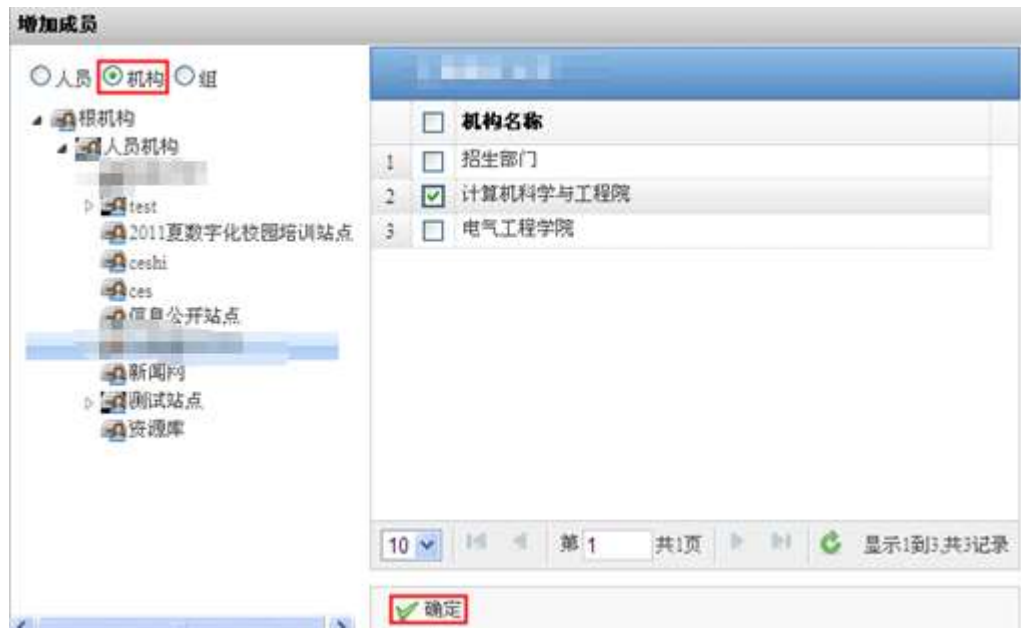 增加成员
人员 机构 组
根机构
人员机构
test
2011夏数字化校园培训站点
ceshi
ces
信息公开站点
新闻网
测试站点
资源库
机构名称
1 招生部门
2 计算机科学与工程院
3 电气工程学院
10 第 1 共1页 显示1到3,共3记录
确定